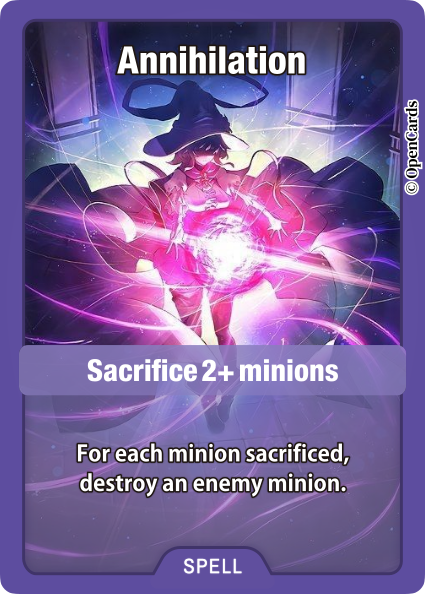 Annihilation
© OpenCards
Sacrifice 2+ minions
For each minion sacrificed,
destroy an enemy minion.
SPELL